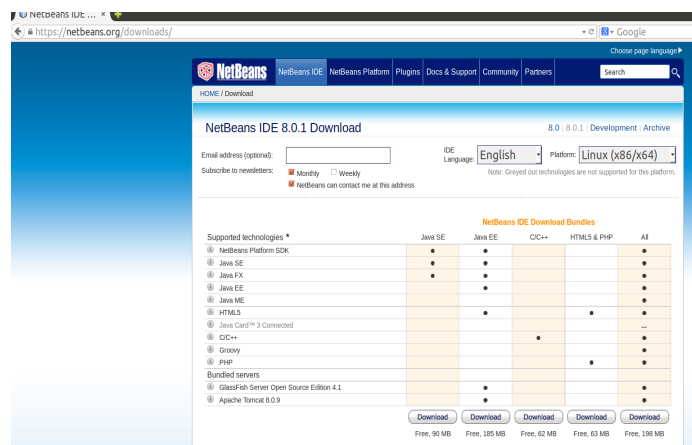 NetBeans IDE ... ×
https://netbeans.org/downloads/
Google
Choose page language
NetBeans
NetBeans IDE NetBeans Platform Plugins Docs & Support Community Partners Search
HOME / Download
NetBeans IDE 8.0.1 Download
8.0 | 8.0.1 | Development | Archive
Email address (optional):
IDE Language: English
Platform: Linux (x86/x64)
Subscribe to newsletters: Monthly Weekly
Note: Greyed out technologies are not supported for this platform.
NetBeans can contact me at this address
NetBeans IDE Download Bundles
Supported technologies * Java SE Java EE C/C++ HTML5 & PHP All
NetBeans Platform SDK • • •
Java SE • • •
Java FX • • •
Java EE • •
Java ME •
HTML5 • • •
Java Card™ 3 Connected –
C/C++ • •
Groovy •
PHP • •
Bundled servers
GlassFish Server Open Source Edition 4.1 • •
Apache Tomcat 8.0.9 • •
Download Download Download Download Download
Free, 90 MB Free, 185 MB Free, 62 MB Free, 63 MB Free, 198 MB